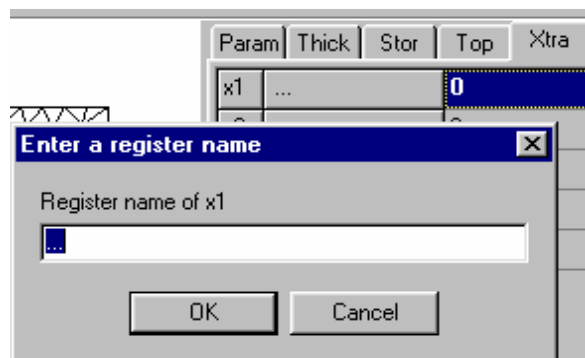 Param Thick Stor Top Xtra
x1 ... 0
Enter a register name
Register name of x1
...
OK Cancel